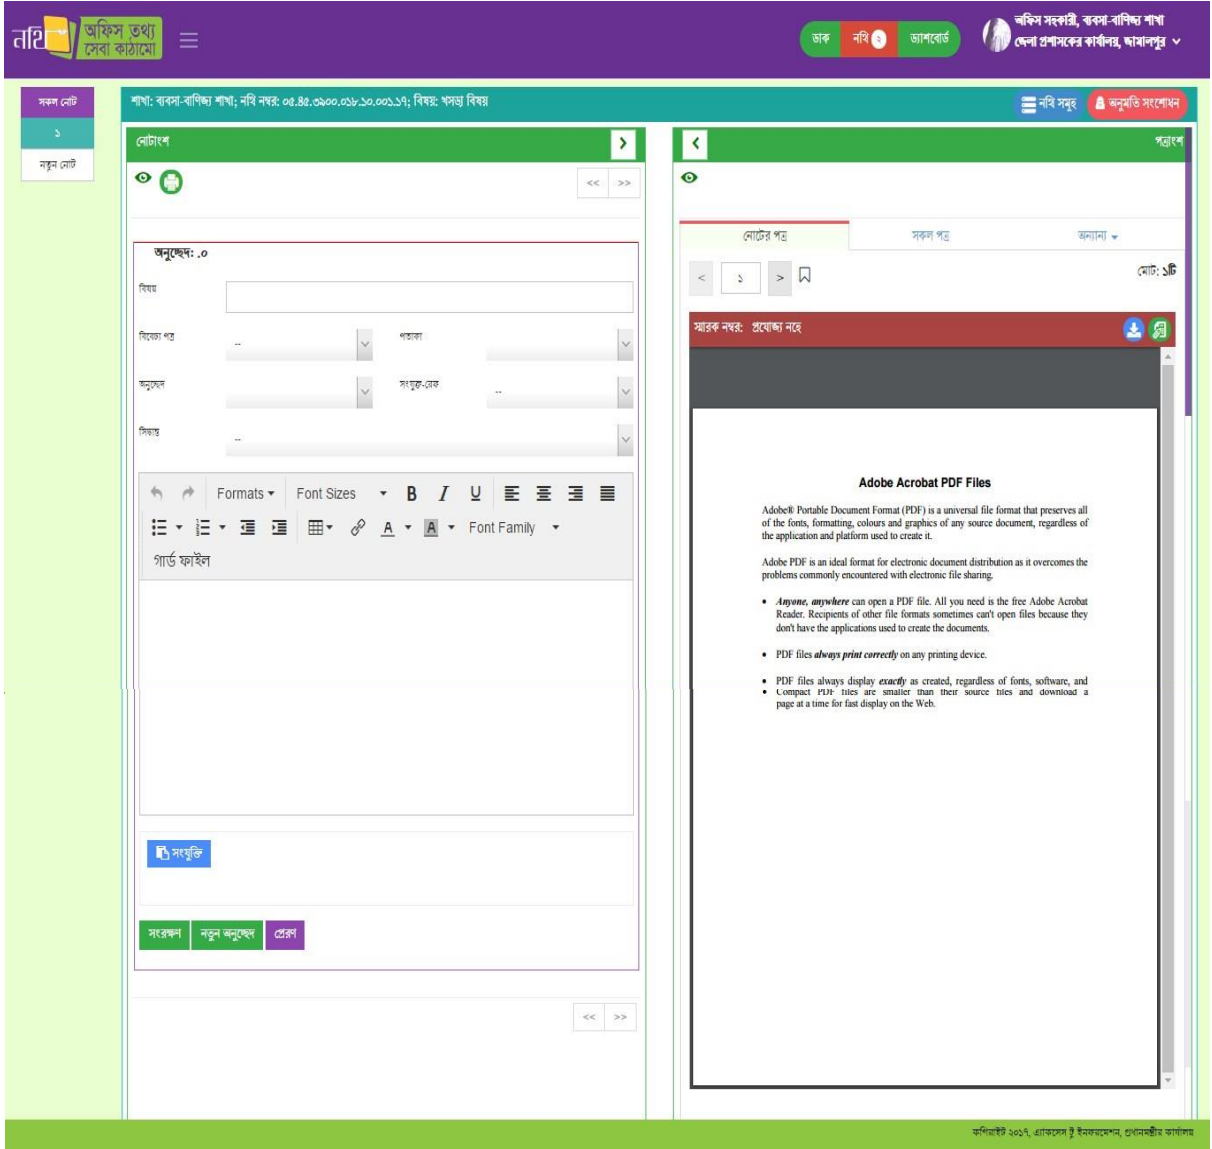 নথি অফিস তথ্য
সেবা কাঠামো
ডাক নথি ২ ড্যাশবোর্ড
অফিস সহকারী, ব্যবসা-বাণিজ্য শাখা
জেলা প্রশাসকের কার্যালয়, জামালপুর
সকল নোট
১
নতুন নোট
শাখা: ব্যবসা-বাণিজ্য শাখা; নথি নম্বর: ০৫.৪৫.৩৯০০.০১৮.১০.০০১.১৭; বিষয়: খসড়া বিষয়
নথি সমূহ অনুমতি সংশোধন
নোটাংশ
<< >>
অনুচ্ছেদ: .০
বিষয়
বিবেচ্য পত্র -- পতাকা
অনুচ্ছেদ সংযুক্ত-রেফ --
সিদ্ধান্ত --
Formats Font Sizes B I U
A A Font Family
গার্ড ফাইল
সংযুক্তি
সংরক্ষণ নতুন অনুচ্ছেদ প্রেরণ
<< >>
পত্রাংশ
নোটের পত্র সকল পত্র অন্যান্য
< ১ > মোট: ১টি
স্মারক নম্বর: প্রযোজ্য নহে
Adobe Acrobat PDF Files
Adobe® Portable Document Format (PDF) is a universal file format that preserves all
of the fonts, formatting, colours and graphics of any source document, regardless of
the application and platform used to create it.
Adobe PDF is an ideal format for electronic document distribution as it overcomes the
problems commonly encountered with electronic file sharing.
• Anyone, anywhere can open a PDF file. All you need is the free Adobe Acrobat
Reader. Recipients of other file formats sometimes can't open files because they
don't have the applications used to create the documents.
• PDF files always print correctly on any printing device.
• PDF files always display exactly as created, regardless of fonts, software, and
• Compact PDF files are smaller than their source files and download a
page at a time for fast display on the Web.
কপিরাইট ২০১৭, এ্যাকসেস টু ইনফরমেশন, প্রধানমন্ত্রীর কার্যালয়